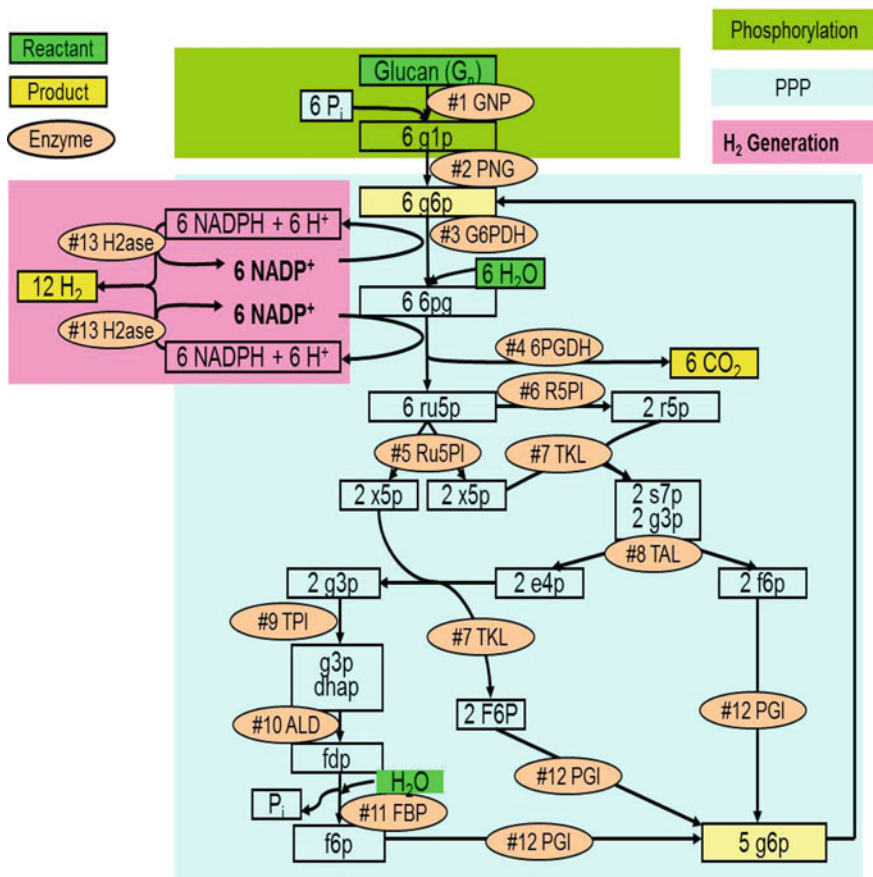 Reactant
Product
Enzyme
Phosphorylation
PPP
H₂ Generation
Glucan (Gₙ)
6 Pᵢ
#1 GNP
6 g1p
#2 PNG
6 g6p
#3 G6PDH
6 NADPH + 6 H⁺
#13 H2ase
6 NADP⁺
12 H₂
6 NADP⁺
#13 H2ase
6 NADPH + 6 H⁺
6 H₂O
6 6pg
#4 6PGDH
6 CO₂
6 ru5p
#6 R5PI
2 r5p
#5 Ru5PI
#7 TKL
2 x5p
2 x5p
2 s7p
2 g3p
#8 TAL
2 g3p
2 e4p
2 f6p
#9 TPI
#7 TKL
g3p
dhap
#10 ALD
2 F6P
#12 PGI
fdp
#12 PGI
H₂O
Pᵢ
#11 FBP
f6p
#12 PGI
5 g6p